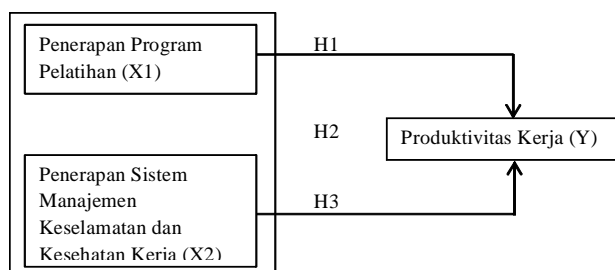 Penerapan Program
Pelatihan (X1)
H1
H2
Produktivitas Kerja (Y)
Penerapan Sistem
Manajemen
Keselamatan dan
Kesehatan Kerja (X2)
H3